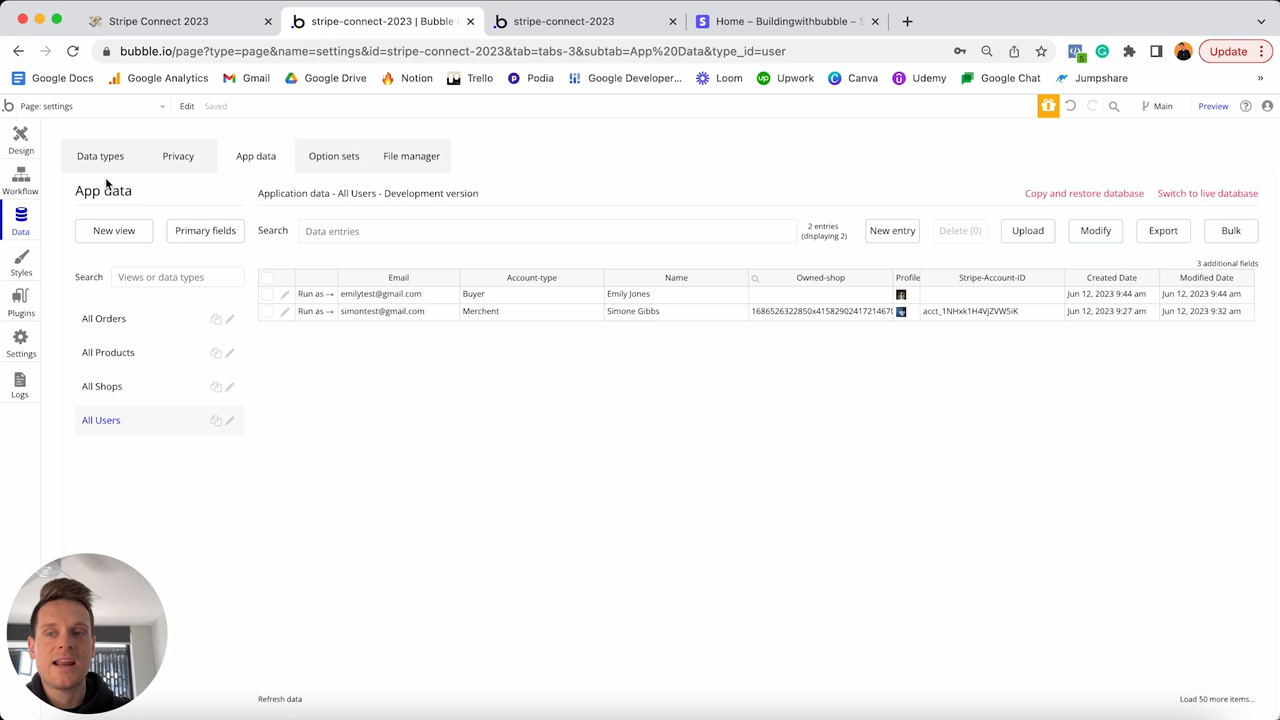 Stripe Connect 2023
stripe-connect-2023 | Bubble
stripe-connect-2023
Home – Buildingwithbubble – S
bubble.io/page?type=page&name=settings&id=stripe-connect-2023&tab=tabs-3&subtab=App%20Data&type_id=user
Update
Google Docs
Google Analytics
Gmail
Google Drive
Notion
Trello
Podia
Google Developer...
Loom
Upwork
Canva
Udemy
Google Chat
Jumpshare
»
Page: settings
Edit
Saved
Main
Preview
Design
Workflow
Data
Styles
Plugins
Settings
Logs
Data types
Privacy
App data
Option sets
File manager
App data
Application data - All Users - Development version
Copy and restore database
Switch to live database
New view
Primary fields
Search
Data entries
2 entries
(displaying 2)
New entry
Delete (0)
Upload
Modify
Export
Bulk
3 additional fields
Search
Views or data types
All Orders
All Products
All Shops
All Users
Email
Account-type
Name
Owned-shop
Profile
Stripe-Account-ID
Created Date
Modified Date
Run as →
emilytest@gmail.com
Buyer
Emily Jones
Jun 12, 2023 9:44 am
Jun 12, 2023 9:44 am
Run as →
simontest@gmail.com
Merchent
Simone Gibbs
acct_1NHxk1H4VjZVW5iK
Jun 12, 2023 9:27 am
Jun 12, 2023 9:32 am
Refresh data
Load 50 more items...